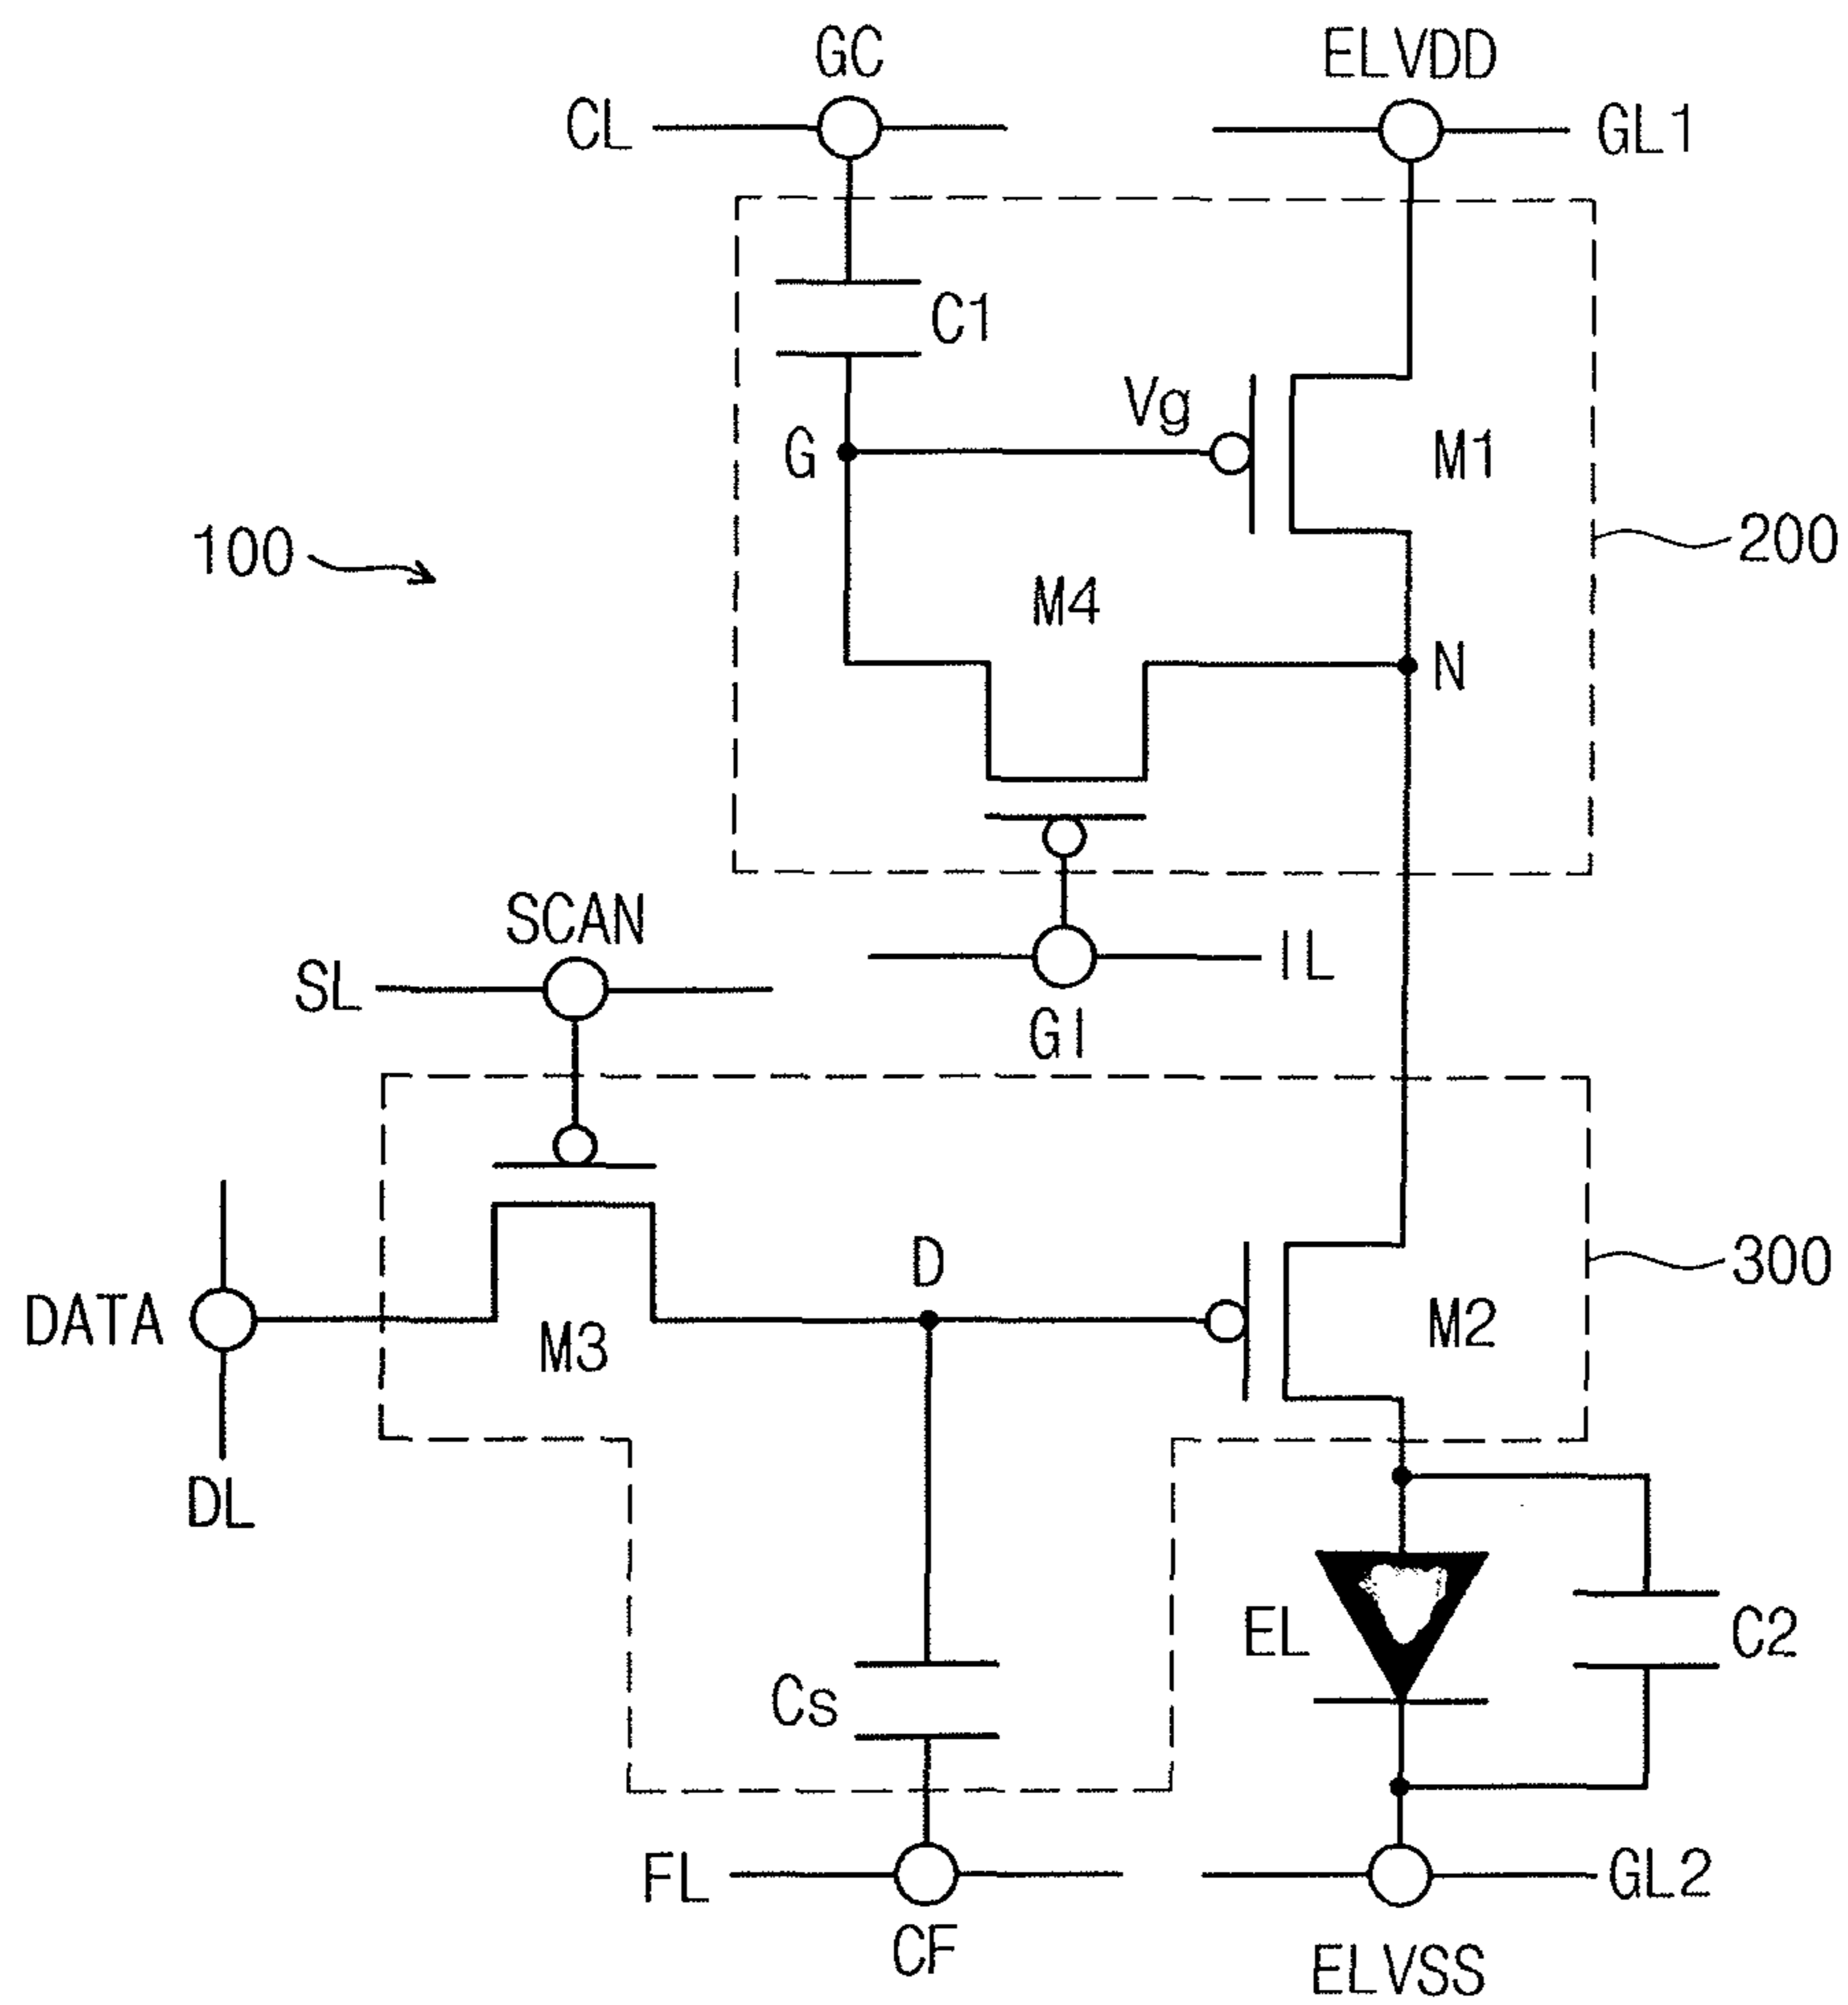 GC
ELVDD
CL
GL1
C1
Vg
G
M1
100
200
M4
N
SCAN
IL
SL
GI
D
300
DATA
M3
M2
DL
EL
C2
Cs
FL
GL2
CF
ELVSS